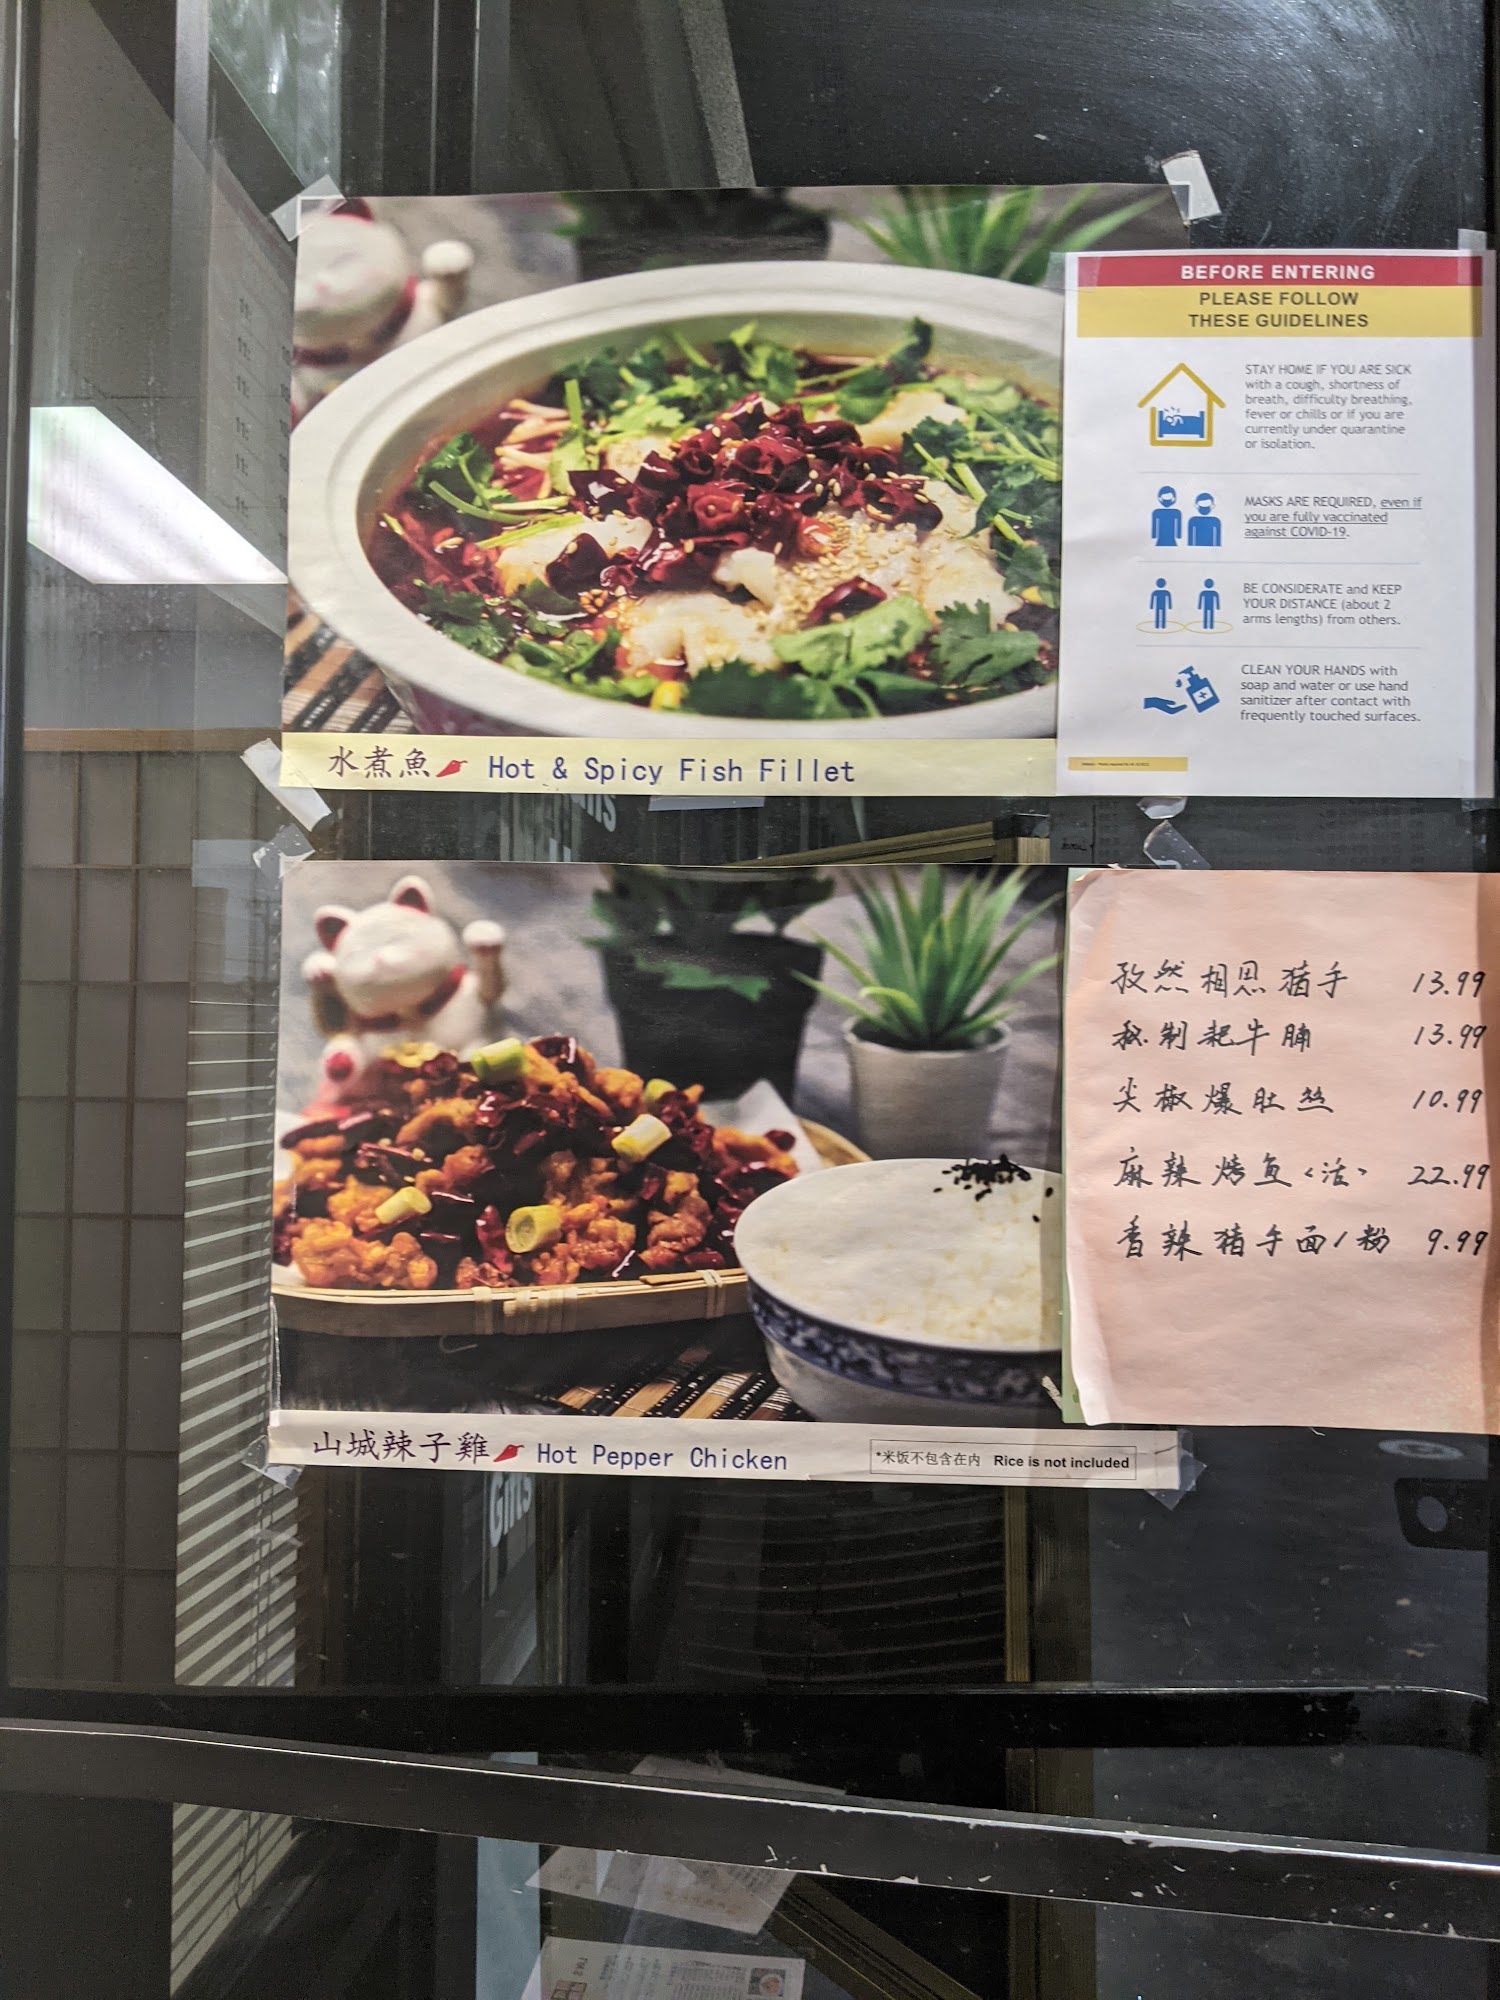 BEFORE ENTERING
PLEASE FOLLOW
THESE GUIDELINES
STAY HOME IF YOU ARE SICK
with a cough, shortness of
breath, difficulty breathing,
fever or chills or if you are
currently under quarantine
or isolation.
MASKS ARE REQUIRED, even if
you are fully vaccinated
against COVID-19.
BE CONSIDERATE and KEEP
YOUR DISTANCE (about 2
arms lengths) from others.
CLEAN YOUR HANDS with
soap and water or use hand
sanitizer after contact with
frequently touched surfaces.
水煮魚 Hot & Spicy Fish Fillet
孜然相思猪手 13.99
秘制耙牛腩 13.99
尖椒爆肚丝 10.99
麻辣烤鱼<活> 22.99
香辣猪手面/粉 9.99
山城辣子雞 Hot Pepper Chicken
*米饭不包含在内 Rice is not included
Gifts